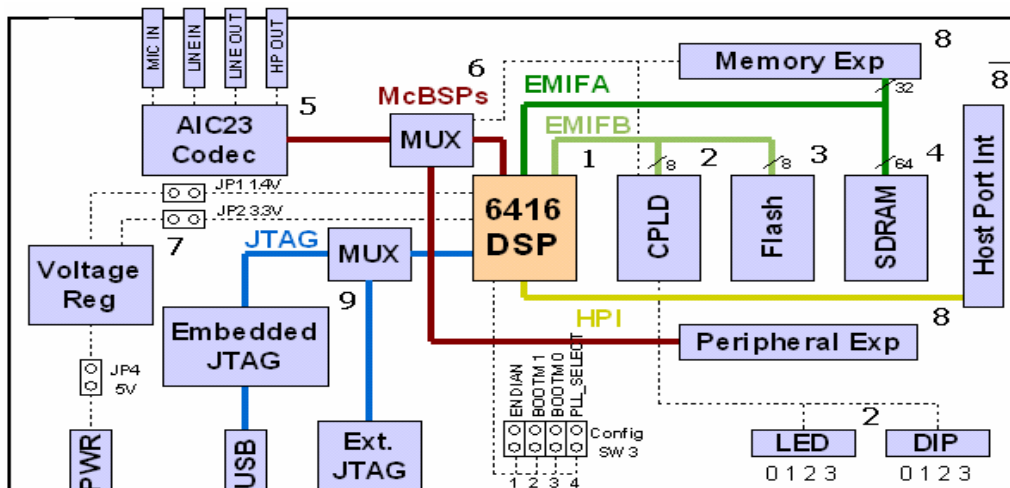 MIC IN
LINE IN
LINE OUT
HP OUT
8
Memory Exp
8
6
EMIFA
32
McBSPs
5
AIC23
Codec
MUX
EMIFB
1
8
2
8
3
64
4
Host Port Int
JP1 1.4V
JP2 3.3V
7
6416
DSP
CPLD
Flash
SDRAM
JTAG
MUX
Voltage
Reg
9
HPI
8
Embedded
JTAG
Peripheral Exp
JP4
5V
ENDIAN
BOOTM 1
BOOTM 0
PLL_SELECT
Config
SW 3
1 2 3 4
2
LED
DIP
0 1 2 3
0 1 2 3
PWR
USB
Ext.
JTAG